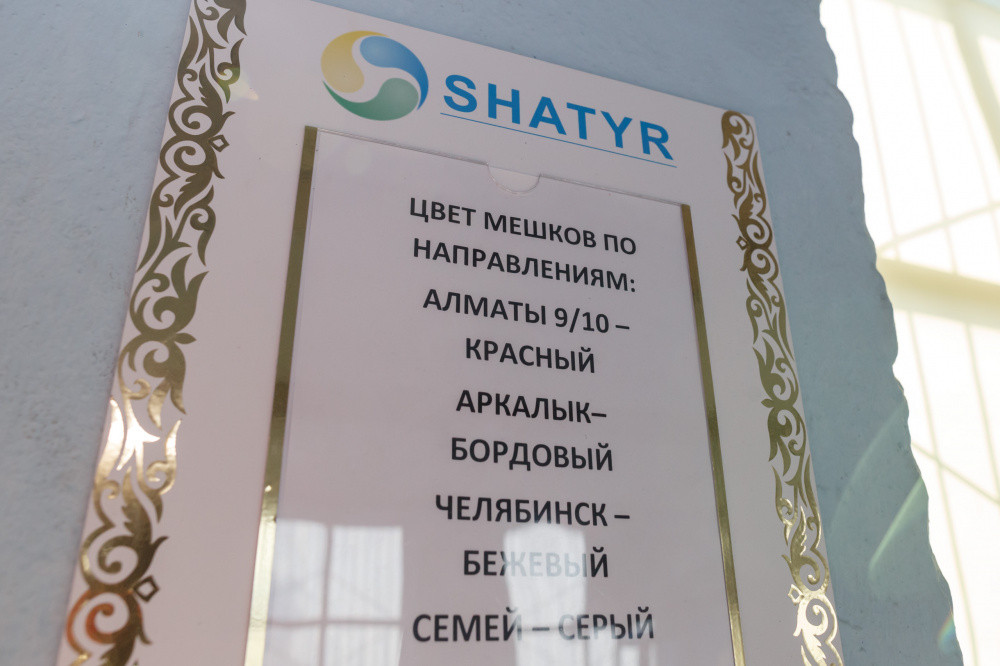 SHATYR
ЦВЕТ МЕШКОВ ПО
НАПРАВЛЕНИЯМ:
АЛМАТЫ 9/10 –
КРАСНЫЙ
АРКАЛЫК–
БОРДОВЫЙ
ЧЕЛЯБИНСК –
БЕЖЕВЫЙ
СЕМЕЙ – СЕРЫЙ